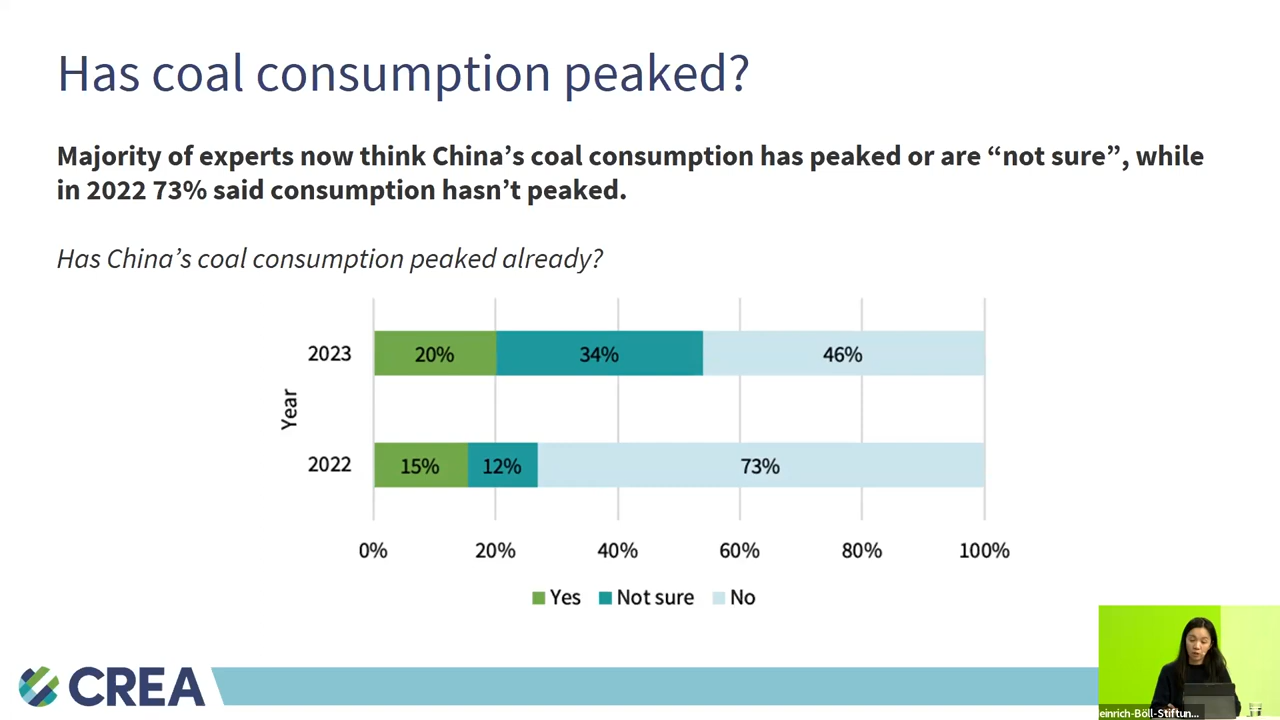 Has coal consumption peaked?
Majority of experts now think China’s coal consumption has peaked or are “not sure”, while
in 2022 73% said consumption hasn’t peaked.
Has China’s coal consumption peaked already?
2023
20%
34%
46%
Year
2022
15%
12%
73%
0%
20%
40%
60%
80%
100%
Yes
Not sure
No
CREA
einrich-Böll-Stiftun...